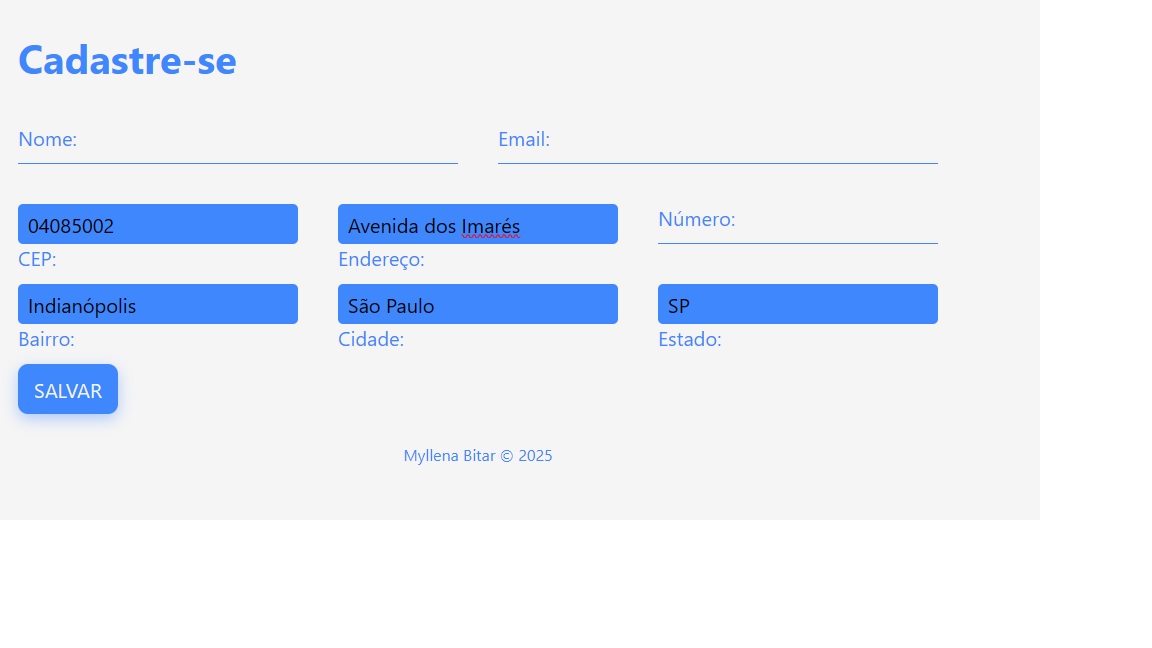 Cadastre-se
Nome: Email:
04085002 Avenida dos Imarés Número:
CEP: Endereço:
Indianópolis São Paulo SP
Bairro: Cidade: Estado:
SALVAR
Myllena Bitar © 2025